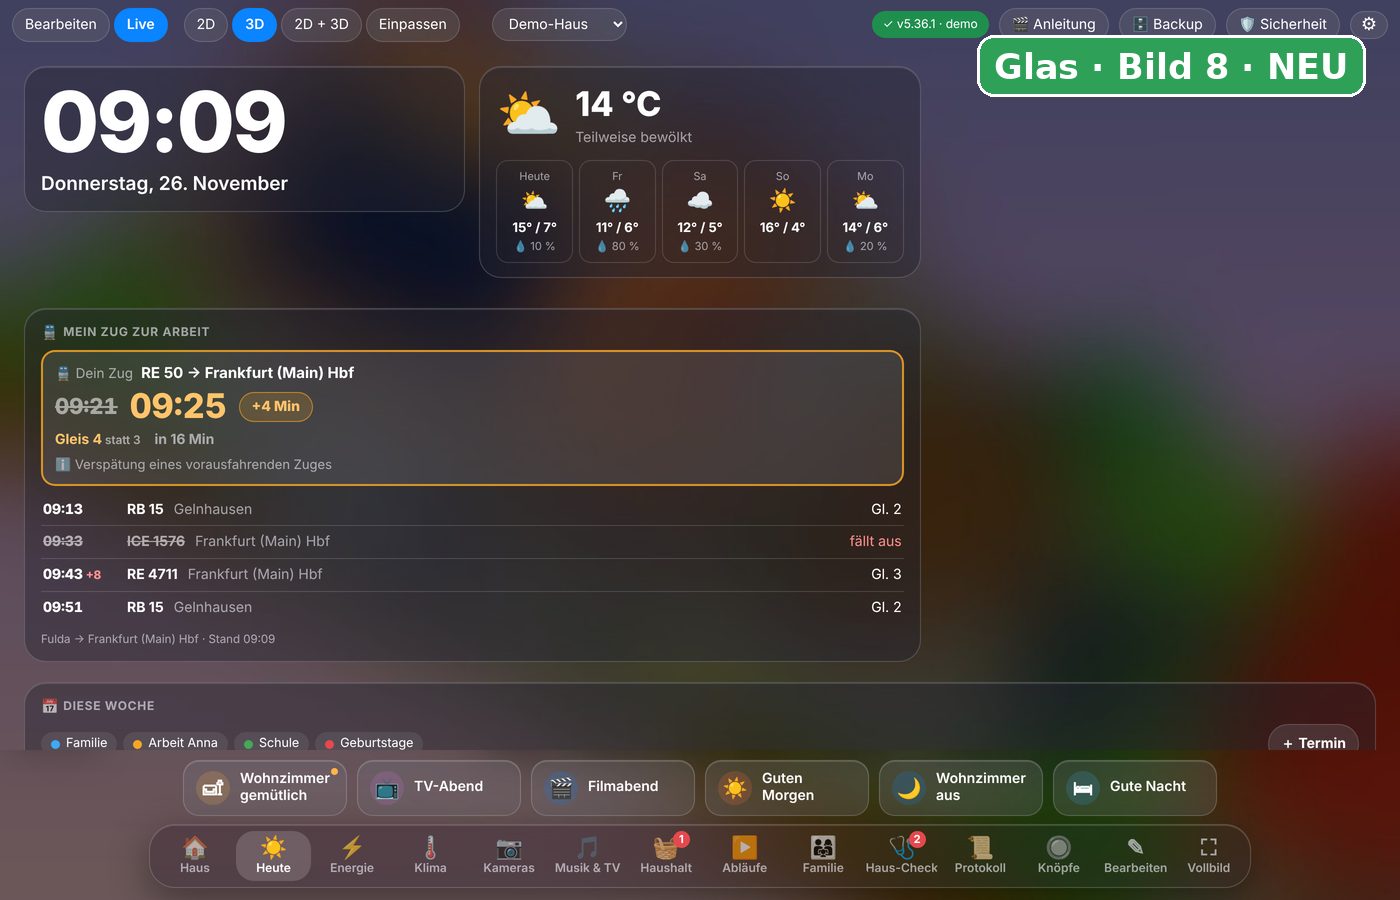 Bearbeiten Live 2D 3D 2D + 3D Einpassen Demo-Haus ✓ v5.36.1 · demo Anleitung Backup Sicherheit
Glas · Bild 8 · NEU
09:09
Donnerstag, 26. November
14 °C
Teilweise bewölkt
Heute Fr Sa So Mo
15° / 7° 11° / 6° 12° / 5° 16° / 4° 14° / 6°
10 % 80 % 30 % 20 %
MEIN ZUG ZUR ARBEIT
Dein Zug RE 50 → Frankfurt (Main) Hbf
09:21 09:25 +4 Min
Gleis 4 statt 3 in 16 Min
Verspätung eines vorausfahrenden Zuges
09:13 RB 15 Gelnhausen Gl. 2
09:33 ICE 1576 Frankfurt (Main) Hbf fällt aus
09:43 +8 RE 4711 Frankfurt (Main) Hbf Gl. 3
09:51 RB 15 Gelnhausen Gl. 2
Fulda → Frankfurt (Main) Hbf · Stand 09:09
DIESE WOCHE
Familie Arbeit Anna Schule Geburtstage + Termin
Wohnzimmer gemütlich
TV-Abend
Filmabend
Guten Morgen
Wohnzimmer aus
Gute Nacht
1 2
Haus Heute Energie Klima Kameras Musik & TV Haushalt Abläufe Familie Haus-Check Protokoll Knöpfe Bearbeiten Vollbild